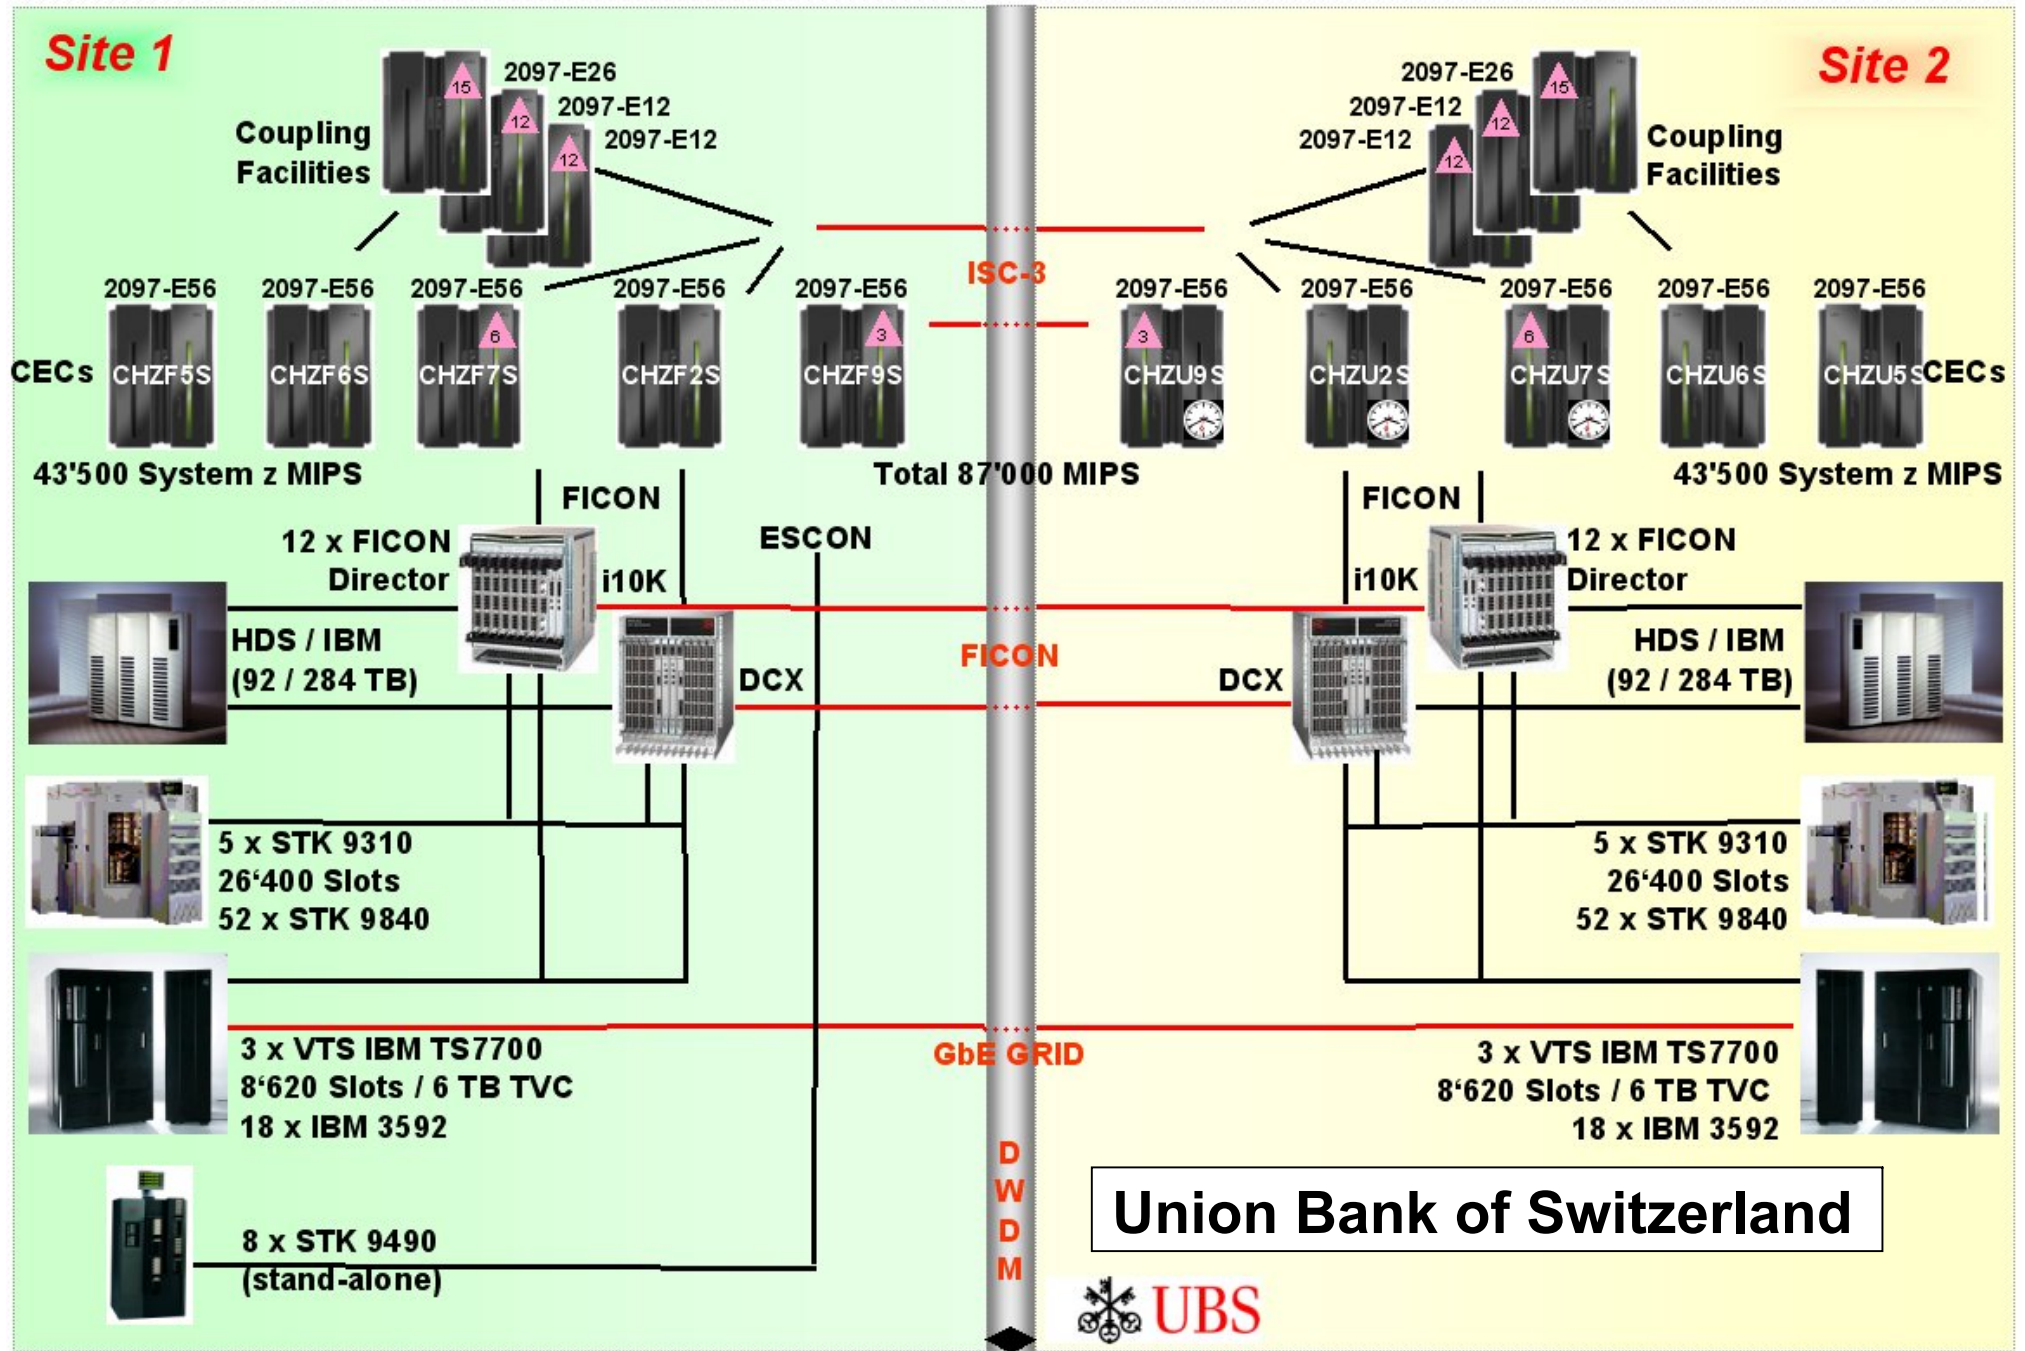 Site 1
Site 2
15
2097-E26
12
2097-E12
12
2097-E12
Coupling
Facilities
2097-E26
15
2097-E12
12
2097-E12
12
Coupling
Facilities
ISC-3
2097-E56
2097-E56
2097-E56
2097-E56
2097-E56
2097-E56
2097-E56
2097-E56
2097-E56
2097-E56
6
3
3
6
CECs
CHZF5S
CHZF6S
CHZF7S
CHZF2S
CHZF9S
CHZU9S
CHZU2S
CHZU7S
CHZU6S
CHZU5S
CECs
43'500 System z MIPS
Total 87'000 MIPS
43'500 System z MIPS
FICON
FICON
12 x FICON
Director
i10K
ESCON
i10K
12 x FICON
Director
HDS / IBM
(92 / 284 TB)
DCX
FICON
DCX
HDS / IBM
(92 / 284 TB)
5 x STK 9310
26‘400 Slots
52 x STK 9840
5 x STK 9310
26‘400 Slots
52 x STK 9840
GbE GRID
3 x VTS IBM TS7700
8‘620 Slots / 6 TB TVC
18 x IBM 3592
3 x VTS IBM TS7700
8‘620 Slots / 6 TB TVC
18 x IBM 3592
D
W
D
M
8 x STK 9490
(stand-alone)
Union Bank of Switzerland
UBS